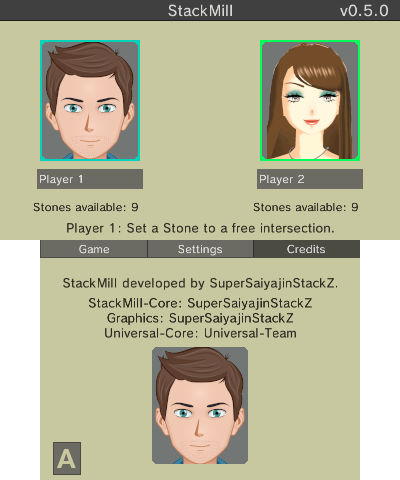 StackMill v0.5.0
Player 1 Player 2
Stones available: 9 Stones available: 9
Player 1: Set a Stone to a free intersection.
Game Settings Credits
StackMill developed by SuperSaiyajinStackZ.
StackMill-Core: SuperSaiyajinStackZ
Graphics: SuperSaiyajinStackZ
Universal-Core: Universal-Team
A